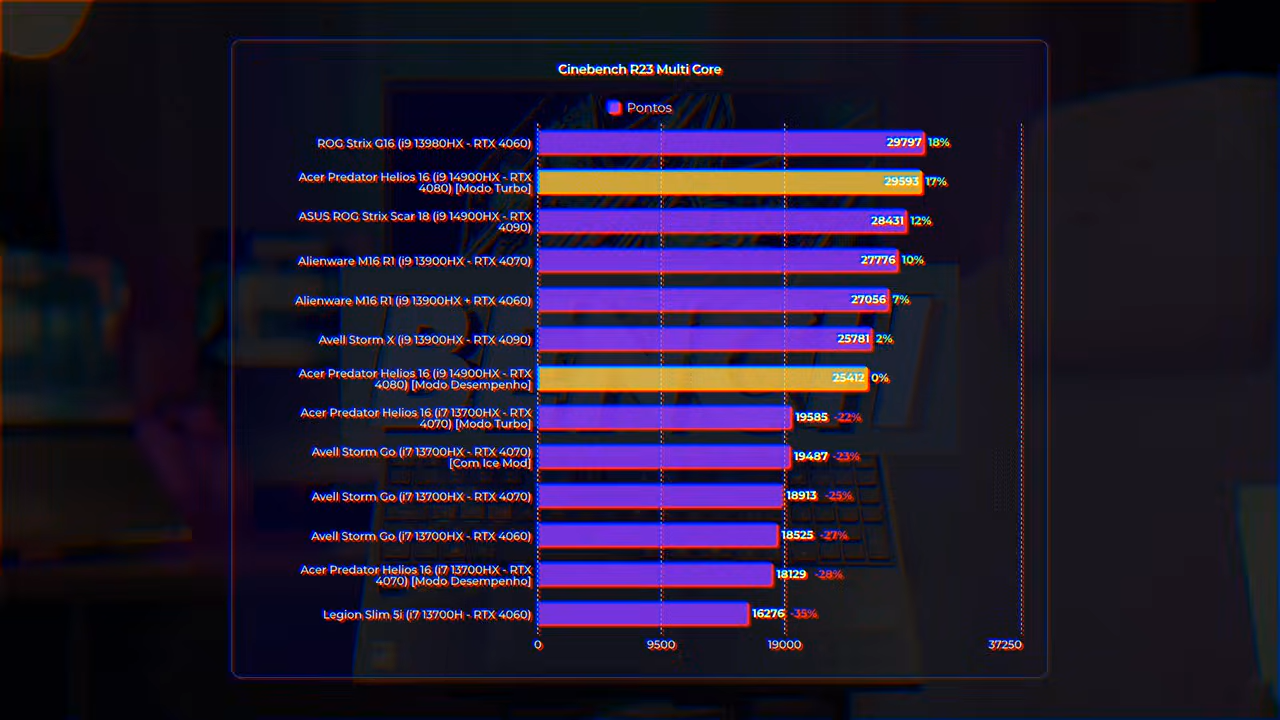 Cinebench R23 Multi Core
Pontos
ROG Strix G16 (i9 13980HX - RTX 4060)
29797 18%
Acer Predator Helios 16 (i9 14900HX - RTX
4080) [Modo Turbo]
29593 17%
ASUS ROG Strix Scar 18 (i9 14900HX - RTX
4090)
28431 12%
Alienware M16 R1 (i9 13900HX - RTX 4070)
27776 10%
Alienware M16 R1 (i9 13900HX + RTX 4060)
27056 7%
Avell Storm X (i9 13900HX - RTX 4090)
25781 2%
Acer Predator Helios 16 (i9 14900HX - RTX
4080) [Modo Desempenho]
25412 0%
Acer Predator Helios 16 (i7 13700HX - RTX
4070) [Modo Turbo]
19585 -22%
Avell Storm Go (i7 13700HX - RTX 4070)
[Com Ice Mod]
19487 -23%
Avell Storm Go (i7 13700HX - RTX 4070)
18913 -25%
Avell Storm Go (i7 13700HX - RTX 4060)
18525 -27%
Acer Predator Helios 16 (i7 13700HX - RTX
4070) [Modo Desempenho]
18129 -28%
Legion Slim 5i (i7 13700H - RTX 4060)
16276 -35%
0 9500 19000 37250